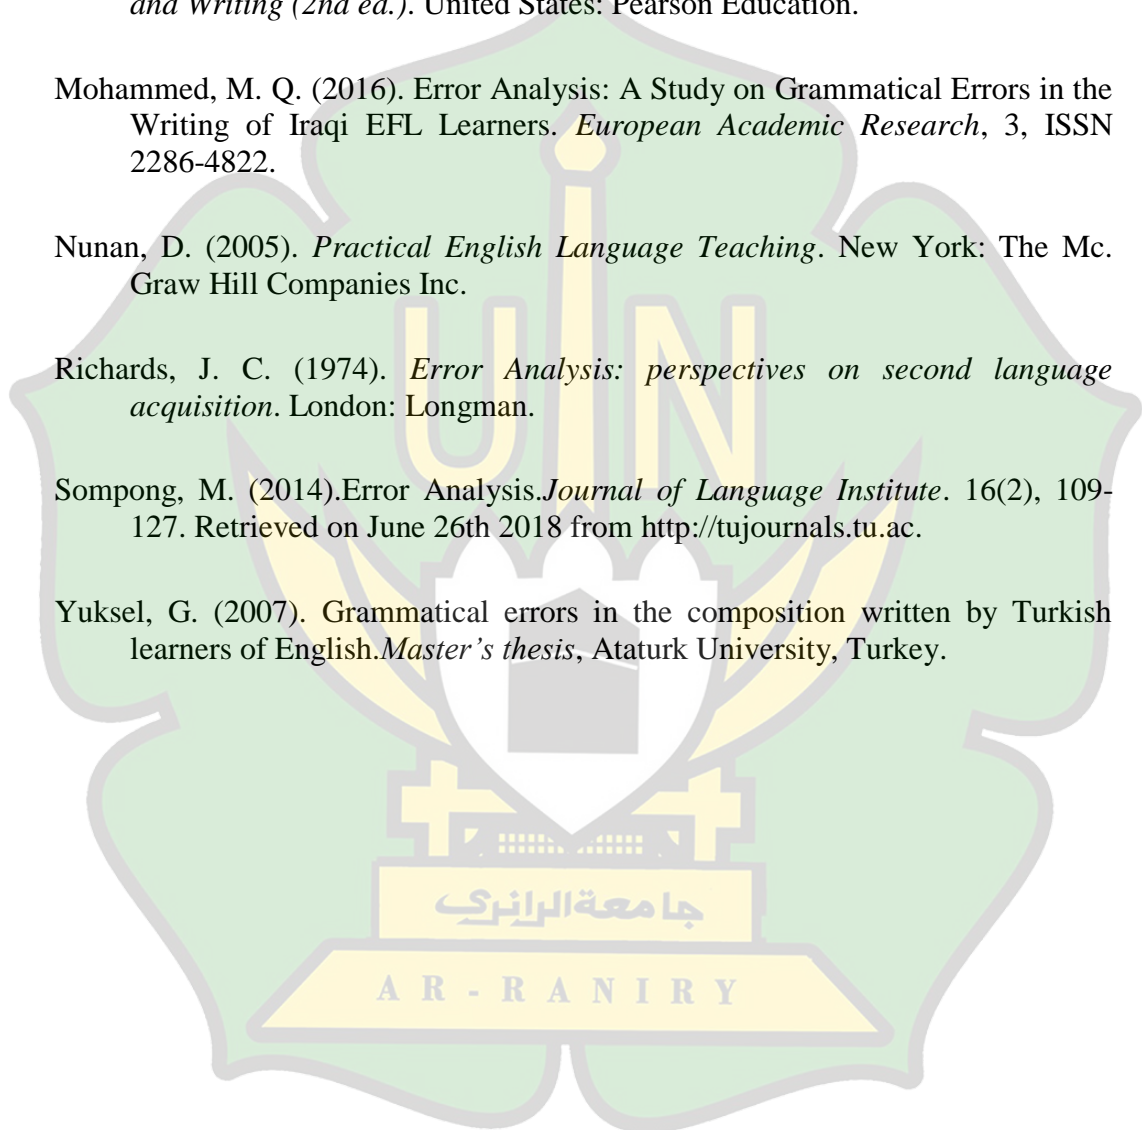 and Writing (2nd ed.). United States: Pearson Education.
Mohammed, M. Q. (2016). Error Analysis: A Study on Grammatical Errors in the
Writing of Iraqi EFL Learners. European Academic Research, 3, ISSN
2286-4822.
Nunan, D. (2005). Practical English Language Teaching. New York: The Mc.
Graw Hill Companies Inc.
Richards, J. C. (1974). Error Analysis: perspectives on second language
acquisition. London: Longman.
Sompong, M. (2014).Error Analysis.Journal of Language Institute. 16(2), 109-
127. Retrieved on June 26th 2018 from http://tujournals.tu.ac.
Yuksel, G. (2007). Grammatical errors in the composition written by Turkish
learners of English.Master's thesis, Ataturk University, Turkey.
UIN
جامعةالرانري
AR-RANIRY